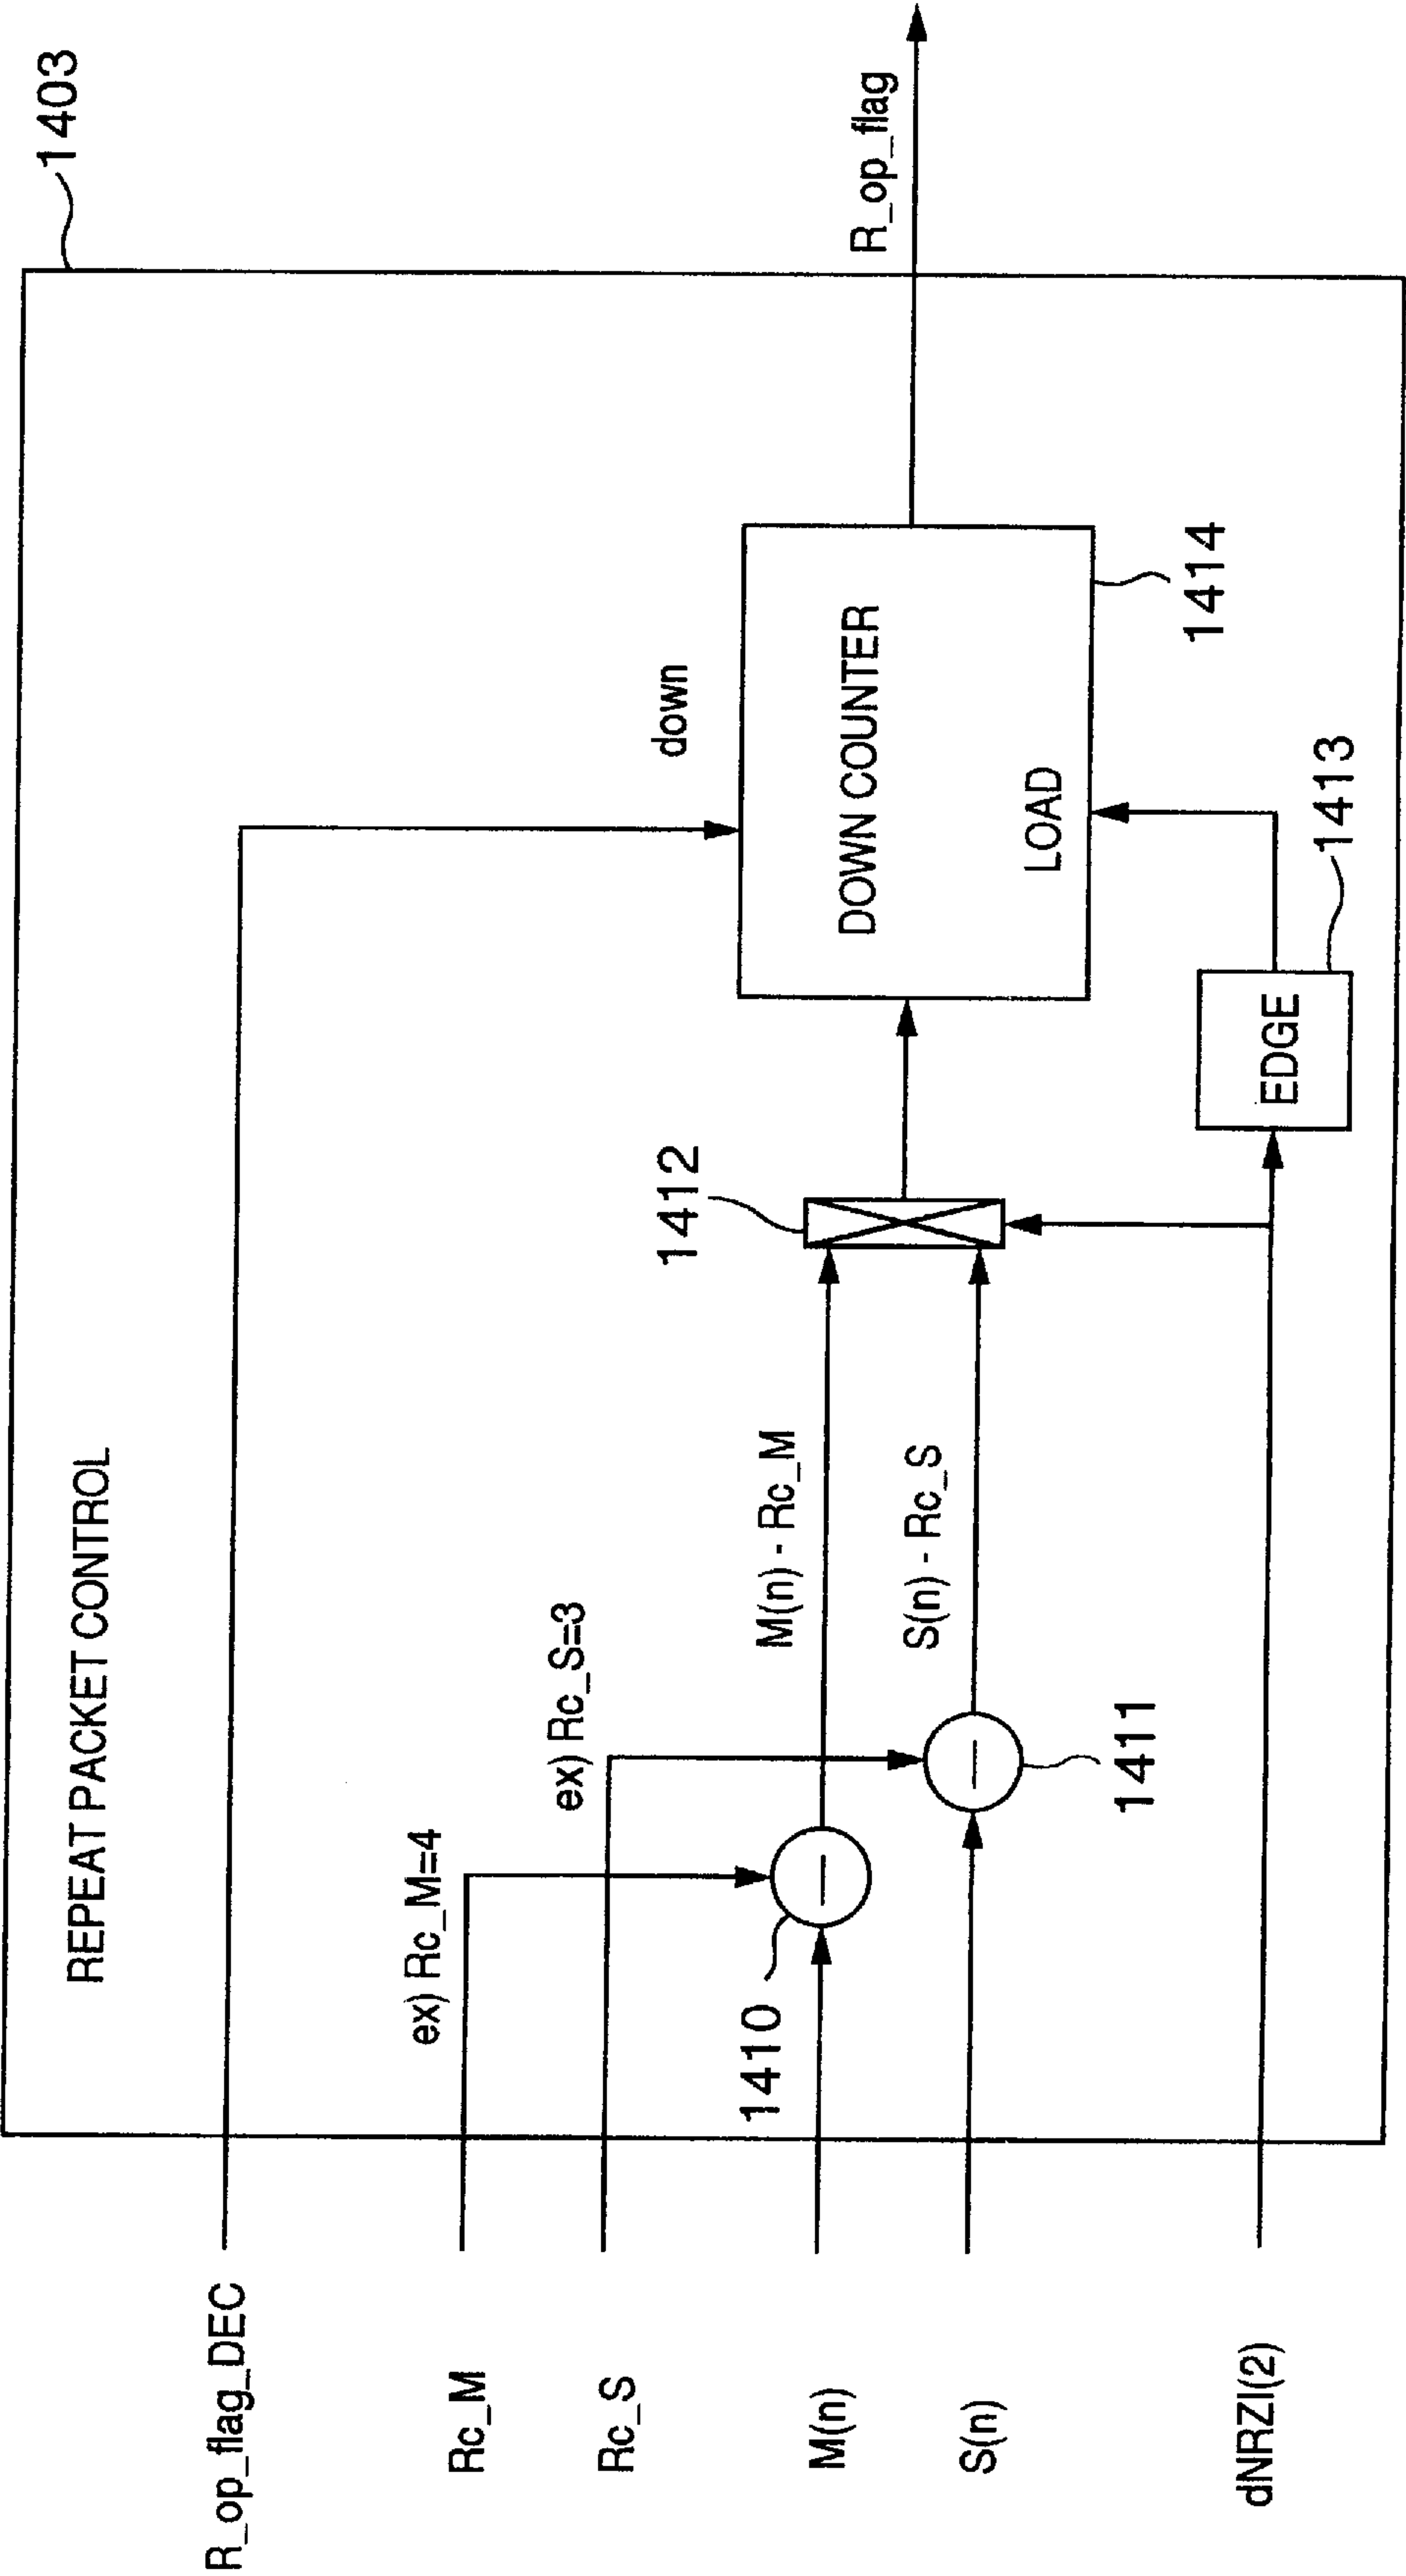 1403
REPEAT PACKET CONTROL
R_op_flag_DEC
ex) Rc_M=4
Rc_M
ex) Rc_S=3
Rc_S
down
1412
M(n) - Rc_M
1410
M(n)
DOWN COUNTER
R_op_flag
S(n) - Rc_S
S(n)
LOAD
1411
1414
dNRZI(2)
EDGE
1413